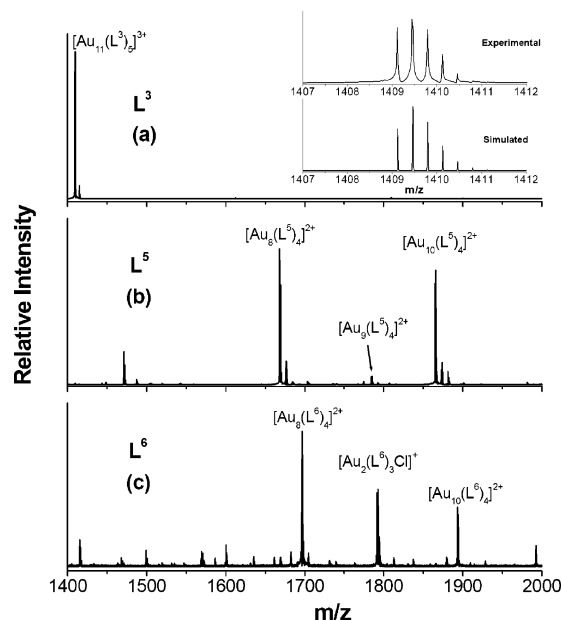 [Au₁₁(L³)₅]³⁺
L³
(a)
Experimental
1407 1408 1409 1410 1411 1412
Simulated
1407 1408 1409 1410 1411 1412
m/z
[Au₈(L⁵)₄]²⁺
[Au₁₀(L⁵)₄]²⁺
L⁵
(b)
[Au₉(L⁵)₄]²⁺
Relative Intensity
[Au₈(L⁶)₄]²⁺
L⁶
(c)
[Au₂(L⁶)₃Cl]⁺
[Au₁₀(L⁶)₄]²⁺
1400 1500 1600 1700 1800 1900 2000
m/z